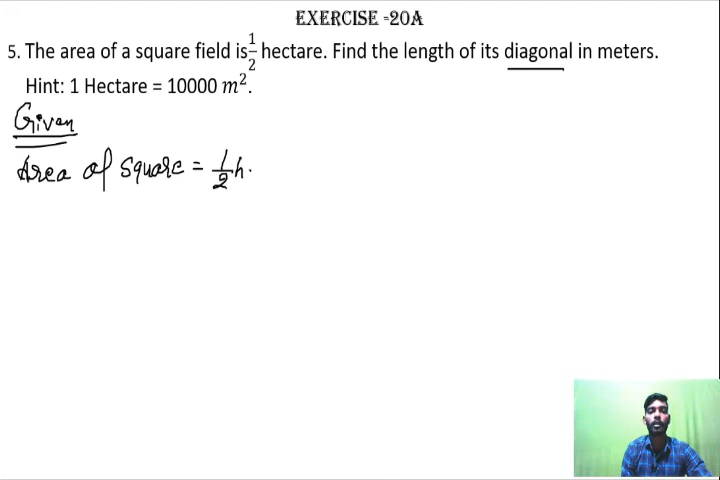 EXERCISE -20A
5. The area of a square field is 1/2 hectare. Find the length of its diagonal in meters.
Hint: 1 Hectare = 10000 m².
Given
Area of square = 1/2 h.